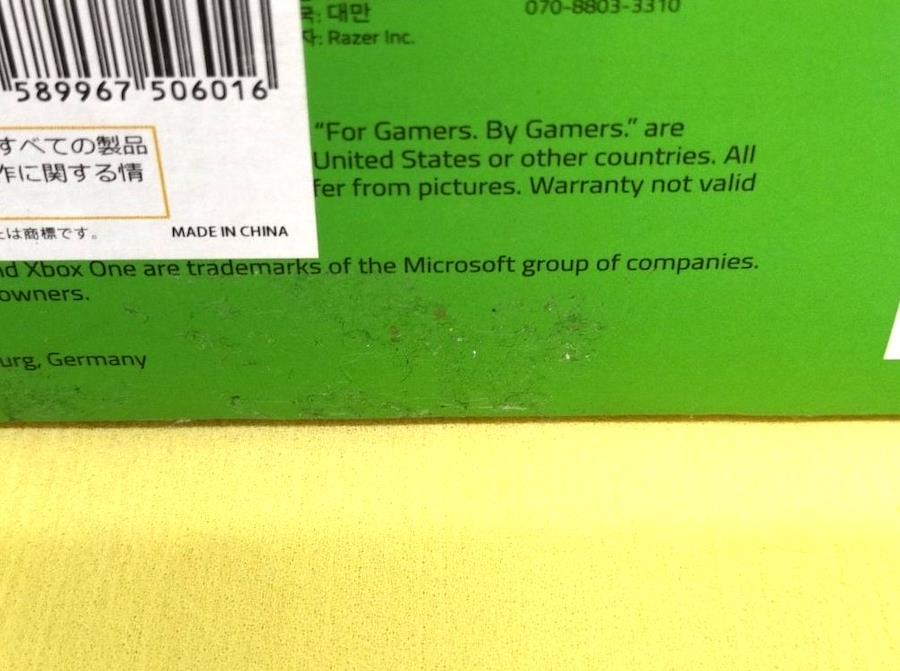 국: 대만
070-8803-3310
자: Razer Inc.
589967 506016
“For Gamers. By Gamers.” are
United States or other countries. All
fer from pictures. Warranty not valid
すべての製品
作に関する情
たは商標です。
MADE IN CHINA
nd Xbox One are trademarks of the Microsoft group of companies.
owners.
urg, Germany